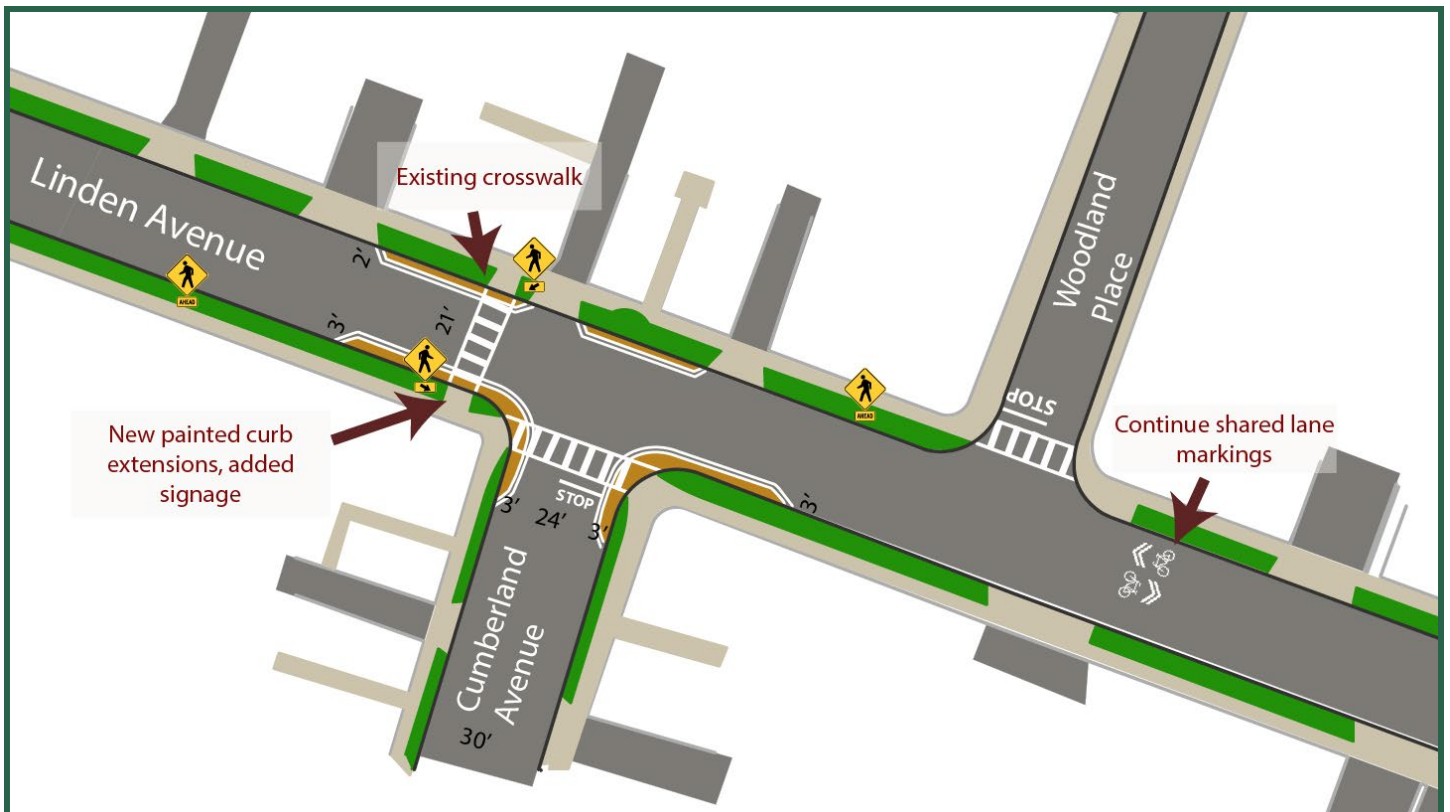 Existing crosswalk
Linden Avenue
2'
21'
3'
AHEAD
AHEAD
Woodland
Place
STOP
New painted curb
extensions, added
signage
Continue shared lane
markings
STOP
3'
24'
3'
3'
Cumberland
Avenue
30'